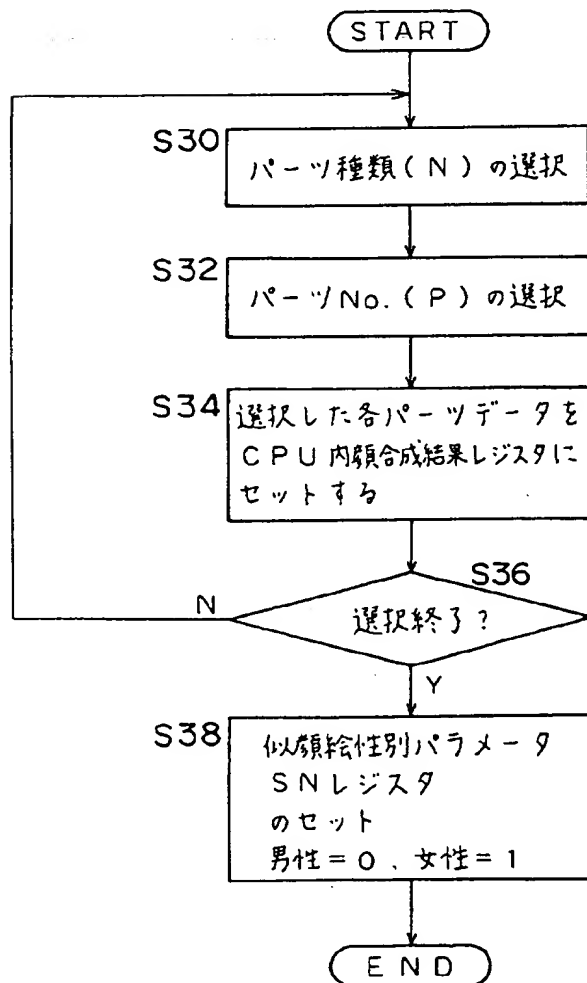 START
S30
パーツ種類(N)の選択
S32
パーツNo.(P)の選択
S34
選択した各パーツデータを
CPU内顔合成結果レジスタに
セットする
S36
N
選択終了?
Y
S38
似顔絵性別パラメータ
SNレジスタ
のセット
男性=0、女性=1
END